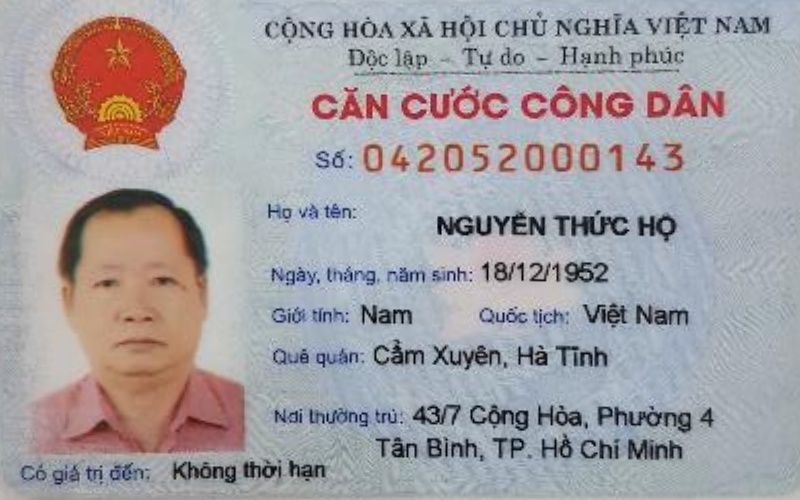 CỘNG HÒA XÃ HỘI CHỦ NGHĨA VIỆT NAM
Độc lập – Tự do – Hạnh phúc
CĂN CƯỚC CÔNG DÂN
Số: 042052000143
Họ và tên: NGUYỄN THỨC HỌ
Ngày, tháng, năm sinh: 18/12/1952
Giới tính: Nam Quốc tịch: Việt Nam
Quê quán: Cẩm Xuyên, Hà Tĩnh
Nơi thường trú: 43/7 Cộng Hòa, Phường 4
Tân Bình, TP. Hồ Chí Minh
Có giá trị đến: Không thời hạn